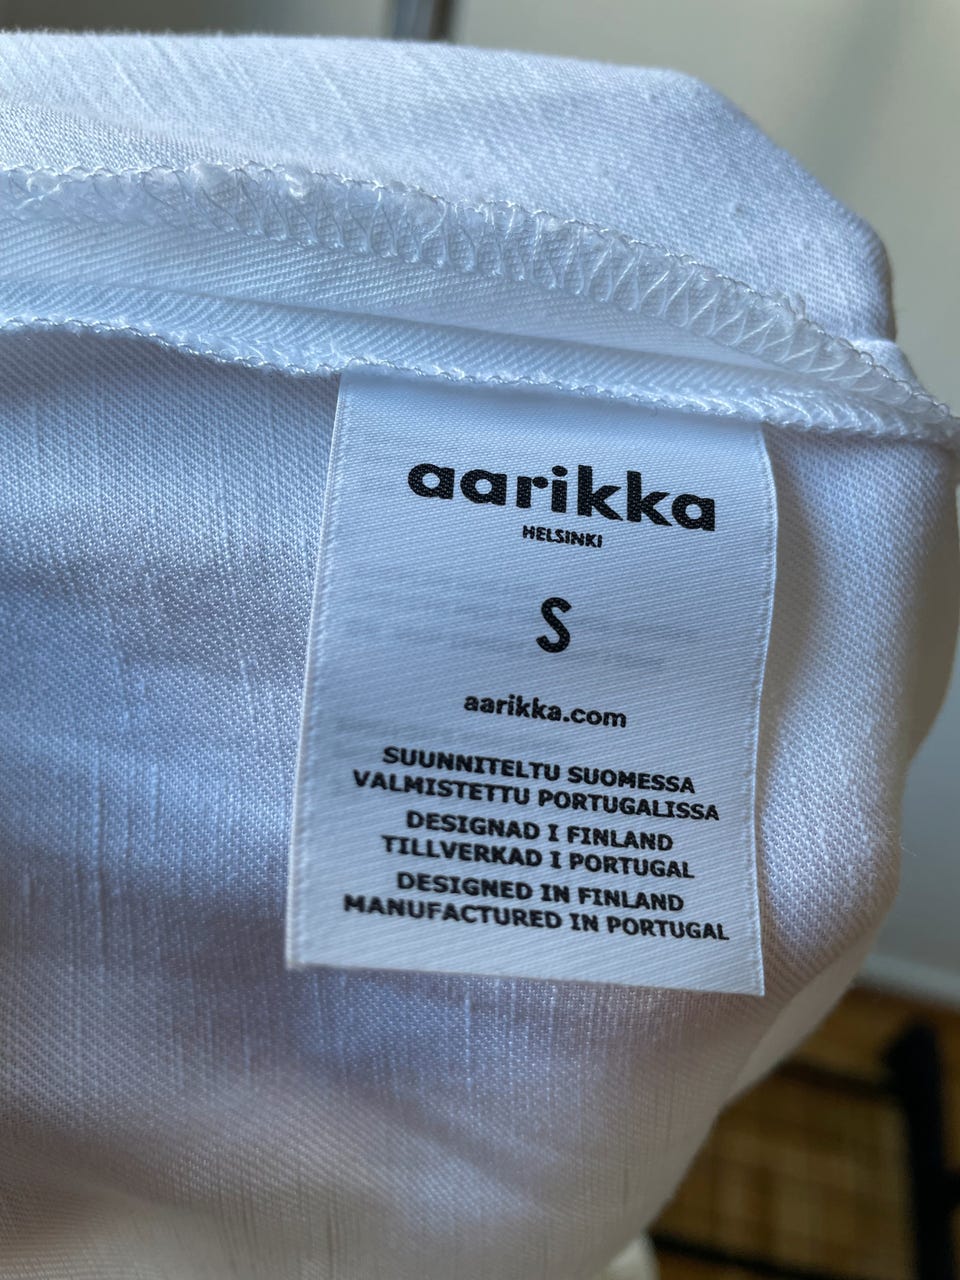 aarikka
HELSINKI
S
aarikka.com
SUUNNITELTU SUOMESSA
VALMISTETTU PORTUGALISSA
DESIGNAD I FINLAND
TILLVERKAD I PORTUGAL
DESIGNED IN FINLAND
MANUFACTURED IN PORTUGAL